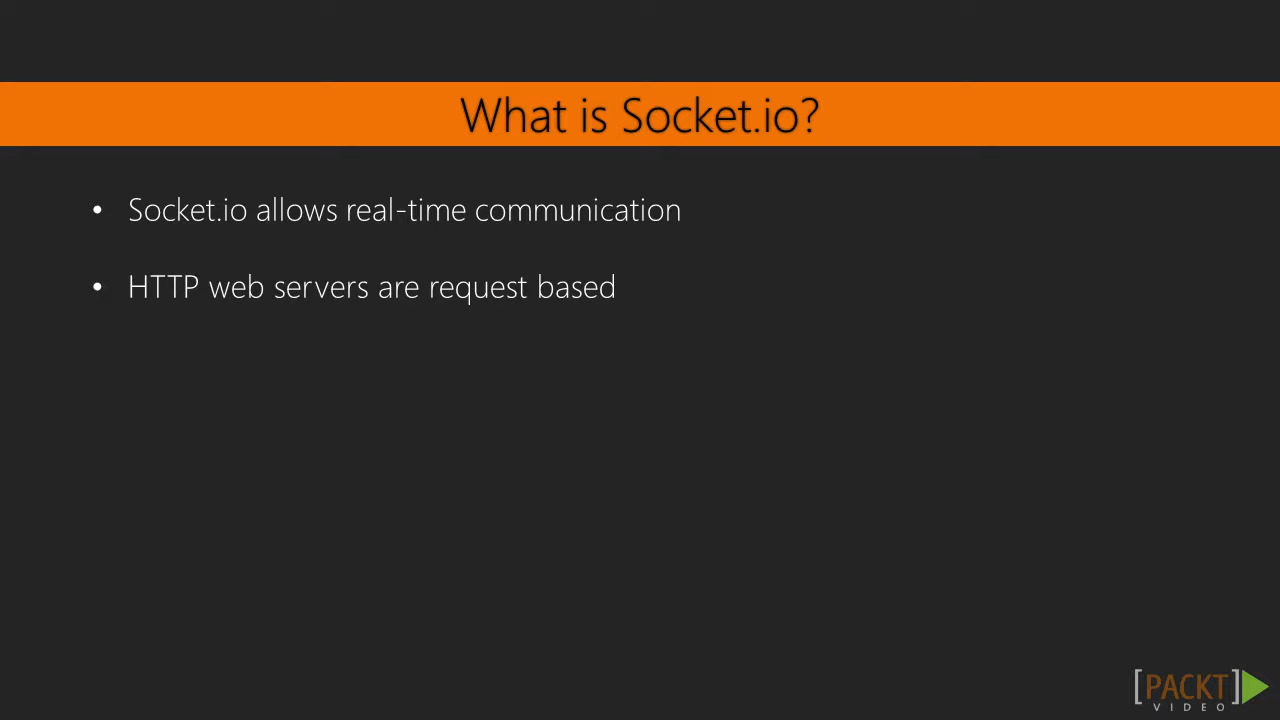 What is Socket.io?
• Socket.io allows real-time communication
• HTTP web servers are request based
[PACKT]
VIDEO